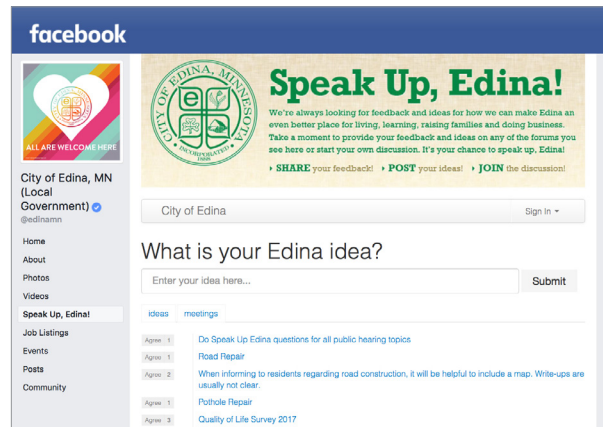 facebook
ALL ARE WELCOME HERE
City of Edina, MN
(Local
Government)
@edinamn
Home
About
Photos
Videos
Speak Up, Edina!
Job Listings
Events
Posts
Community
CITY OF EDINA, MINNESOTA
INCORPORATED
1888
Speak Up, Edina!
We're always looking for feedback and ideas for how we can make Edina an
even better place for living, learning, raising families and doing business.
Take a moment to provide your feedback and ideas on any of the forums you
see here or start your own discussion. It's your chance to speak up, Edina!
SHARE your feedback! POST your ideas! JOIN the discussion!
City of Edina Sign In
What is your Edina idea?
Enter your idea here... Submit
ideas meetings
Agree 1 Do Speak Up Edina questions for all public hearing topics
Agree 1 Road Repair
Agree 2 When informing to residents regarding road construction, it will be helpful to include a map. Write-ups are
usually not clear.
Agree 1 Pothole Repair
Agree 3 Quality of Life Survey 2017